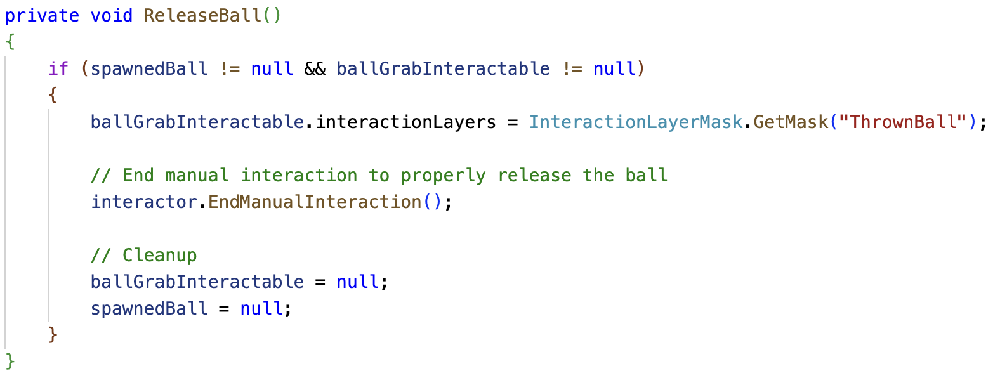 private void ReleaseBall()
{
    if (spawnedBall != null && ballGrabInteractable != null)
    {
        ballGrabInteractable.interactionLayers = InteractionLayerMask.GetMask("ThrownBall");

        // End manual interaction to properly release the ball
        interactor.EndManualInteraction();

        // Cleanup
        ballGrabInteractable = null;
        spawnedBall = null;
    }
}